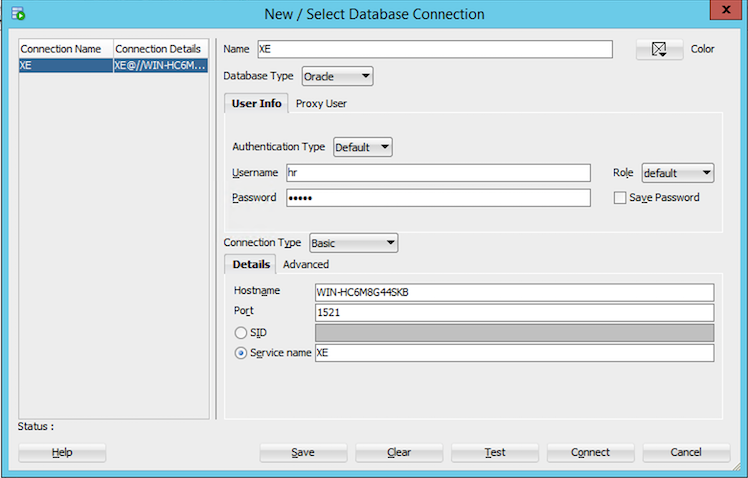 New / Select Database Connection
x
Connection Name Connection Details
XE XE@//WIN-HC6M...
Name XE Color
Database Type Oracle
User Info Proxy User
Authentication Type Default
Username hr Role default
Password ••••• Save Password
Connection Type Basic
Details Advanced
Hostname WIN-HC6M8G44SKB
Port 1521
SID
Service name XE
Status :
Help Save Clear Test Connect Cancel